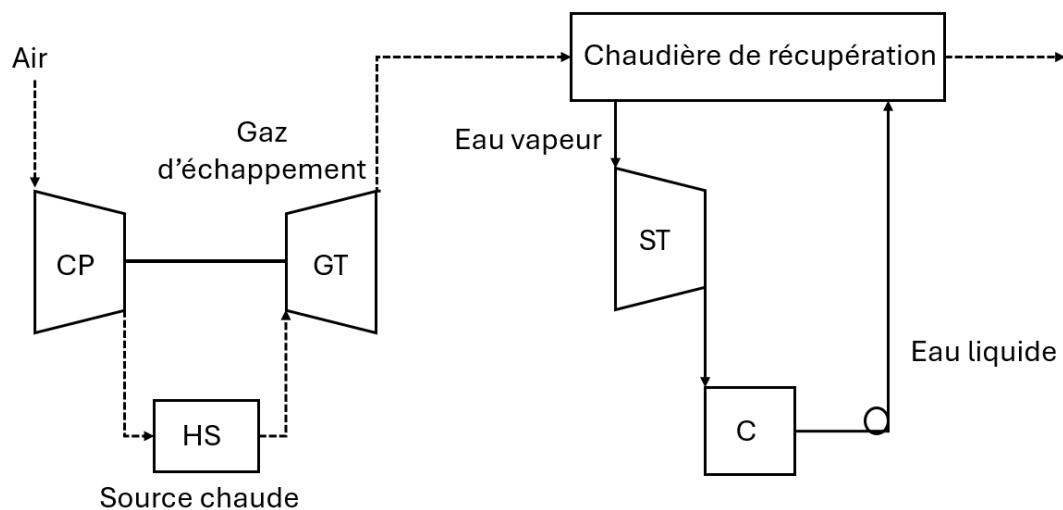 Air
Chaudière de récupération
Gaz
d'échappement
Eau vapeur
CP
GT
ST
Eau liquide
HS
C
Source chaude